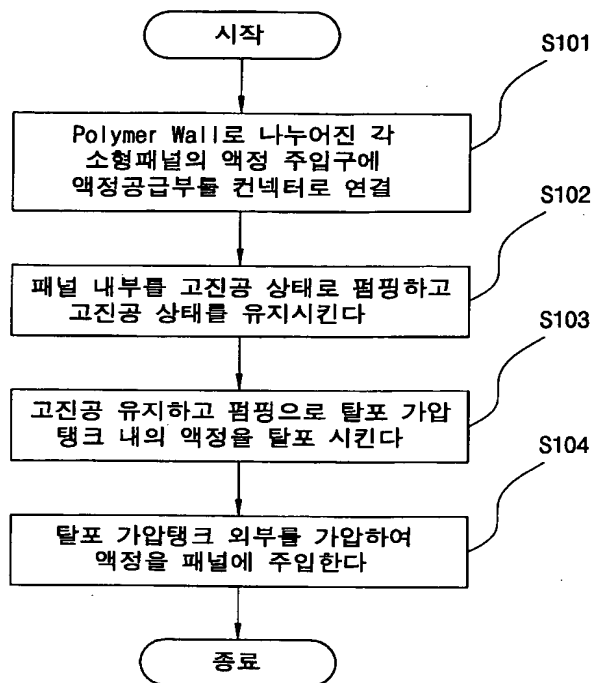 시작
S101
Polymer Wall로 나누어진 각
소형패널의 액정 주입구에
액정공급부를 컨넥터로 연결
S102
패널 내부를 고진공 상태로 펌핑하고
고진공 상태를 유지시킨다
S103
고진공 유지하고 펌핑으로 탈포 가압
탱크 내의 액정을 탈포 시킨다
S104
탈포 가압탱크 외부를 가압하여
액정을 패널에 주입한다
종료